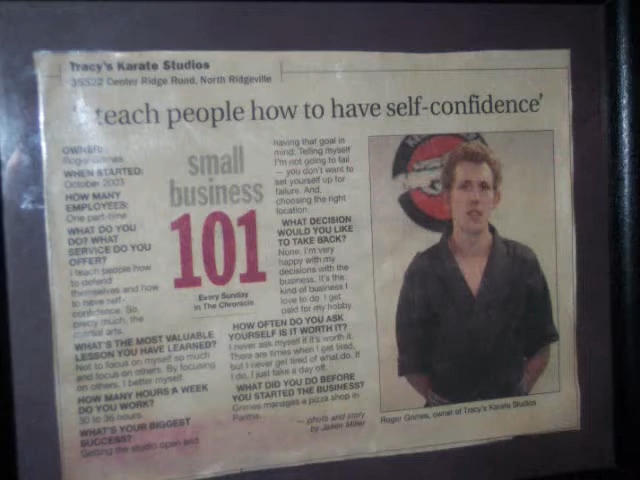 Tracy's Karate Studios
35522 Center Ridge Road, North Ridgeville
'I teach people how to have self-confidence'
OWNER:
Roger Grimes
WHEN STARTED:
October 2003
HOW MANY
EMPLOYEES:
One part-time
WHAT DO YOU
DO? WHAT
SERVICE DO YOU
OFFER?
I teach people how
to defend
themselves and how
to have self-
confidence. So,
pretty much, the
martial arts.
WHAT'S THE MOST VALUABLE
LESSON YOU HAVE LEARNED?
Not to focus on myself so much
and focus on others. By focusing
on others, I better myself.
HOW MANY HOURS A WEEK
DO YOU WORK?
30 to 35 hours.
WHAT'S YOUR BIGGEST
SUCCESS?
Getting the studio open and
small
business
101
Every Sunday
in The Chronicle
having that goal in
mind. Telling myself
I'm not going to fail
— you don't want to
set yourself up for
failure. And,
choosing the right
location.
WHAT DECISION
WOULD YOU LIKE
TO TAKE BACK?
None. I'm very
happy with my
decisions with the
business. It's the
kind of business I
love to do. I get
paid for my hobby.
HOW OFTEN DO YOU ASK
YOURSELF IS IT WORTH IT?
I never ask myself if it's worth it.
There are times when I get tired,
but I never get tired of what do. If
I do, I just take a day off.
WHAT DID YOU DO BEFORE
YOU STARTED THE BUSINESS?
Grimes manages a pizza shop in
Parma.
— photo and story
by Jason Miller
Roger Grimes, owner of Tracy's Karate Studios